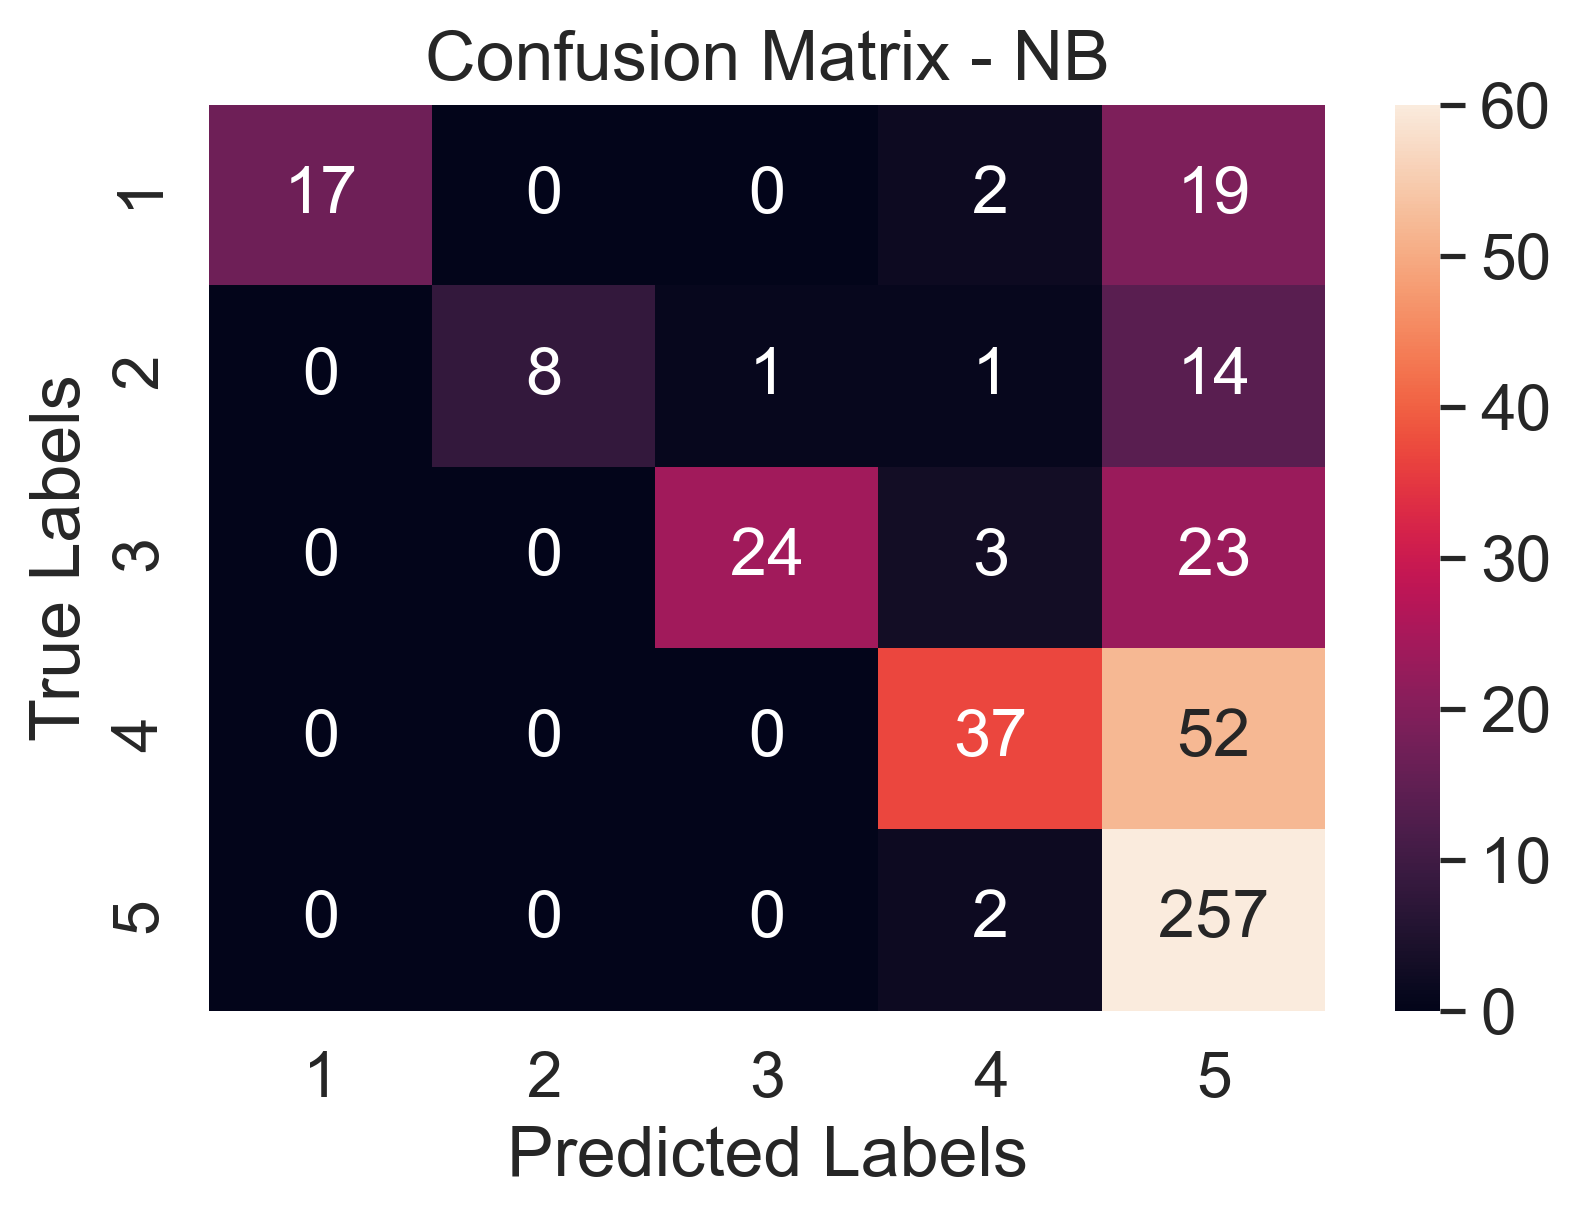 Confusion Matrix - NB
1 17 0 0 2 19
2 0 8 1 1 14
3 0 0 24 3 23
4 0 0 0 37 52
5 0 0 0 2 257
1 2 3 4 5
True Labels
Predicted Labels
60
50
40
30
20
10
0